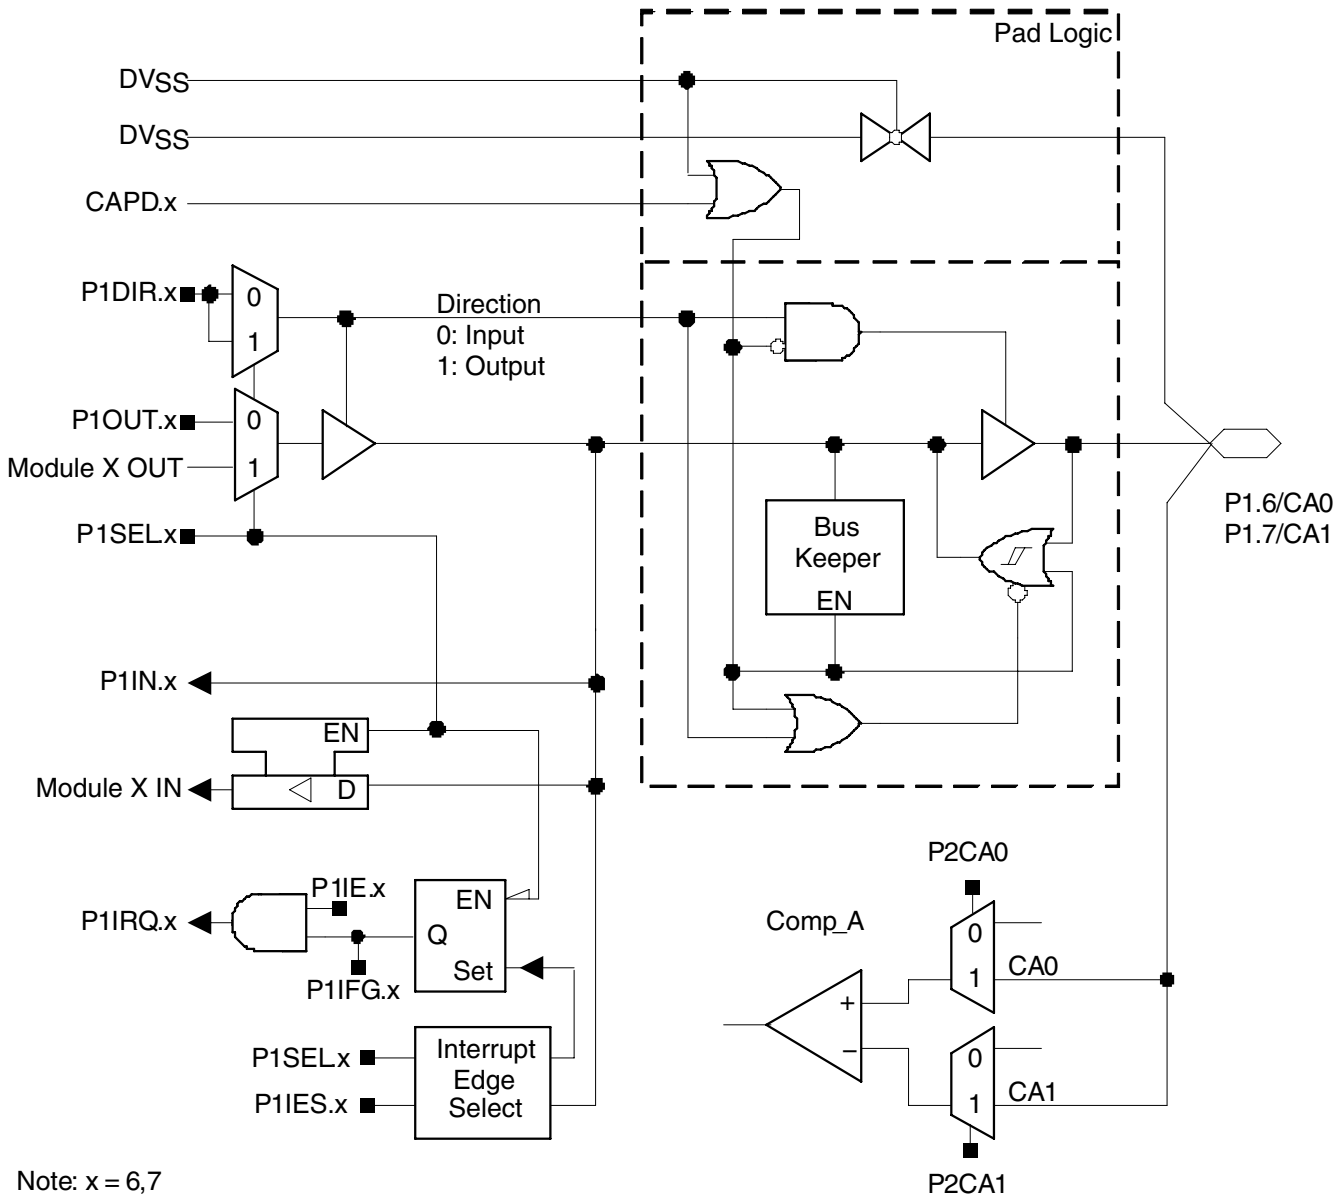 Pad Logic
DVSS
DVSS
CAPD.x
P1DIR.x
0
1
Direction
0: Input
1: Output
P1OUT.x
0
Module X OUT
1
P1SEL.x
P1.6/CA0
P1.7/CA1
Bus
Keeper
EN
P1IN.x
EN
Module X IN
D
P1IE.x
EN
P1IRQ.x
Q
Set
P1IFG.x
P1SEL.x
P1IES.x
Interrupt
Edge
Select
P2CA0
Comp_A
0
1
CA0
+
−
0
1
CA1
P2CA1
Note: x = 6,7